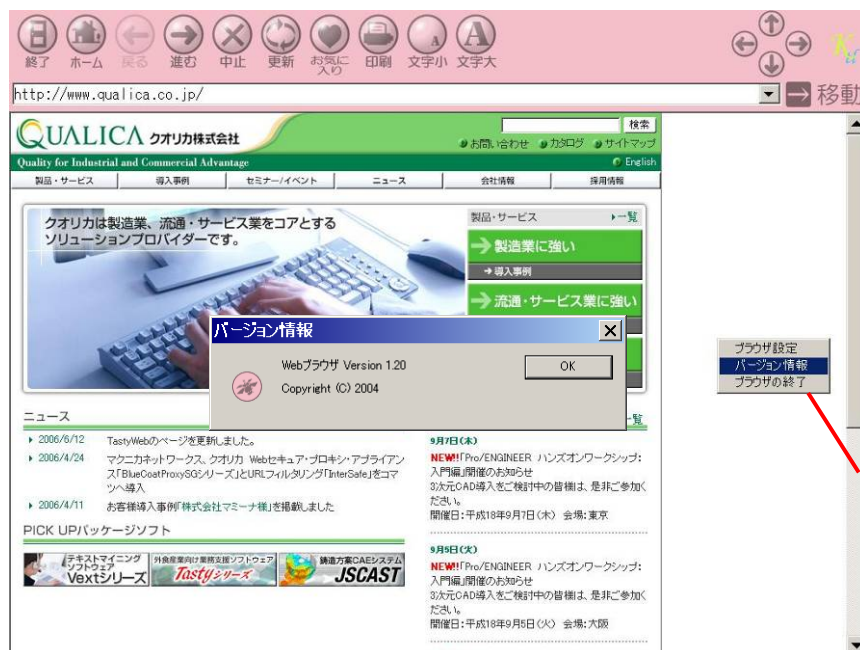 終了 ホーム 戻る 進む 中止 更新 お気に入り 印刷 文字小 文字大
http://www.qualica.co.jp/
移動
QUALICA クオリカ株式会社
検索
お問い合わせ カタログ サイトマップ
Quality for Industrial and Commercial Advantage
English
製品・サービス 導入事例 セミナー/イベント ニュース 会社情報 採用情報
クオリカは製造業、流通・サービス業をコアとする
ソリューションプロバイダーです。
製品・サービス
一覧
製造業に強い
導入事例
流通・サービス業に強い
バージョン情報
Webブラウザ Version 1.20
Copyright (C) 2004
OK
ブラウザ設定
バージョン情報
ブラウザの終了
ニュース
覧
2006/6/12 TastyWebのページを更新しました。
2006/4/24 マクニカネットワークス、クオリカ Webセキュア・プロキシ・アプライアン
ス「BlueCoatProxySGシリーズ」とURLフィルタリング「InterSafe」をコマ
ツへ導入
2006/4/11 お客様導入事例「株式会社マミーナ様」を掲載しました
9月7日(木)
NEW!!「Pro/ENGINEER ハンズオンワークショップ:
入門編」開催のお知らせ
3次元CAD導入をご検討中の皆様は、是非ご参加く
ださい。
開催日:平成18年9月7日(木) 会場:東京
PICK UPパッケージソフト
テキストマイニング
ソフトウェア
Vextシリーズ
外食産業向け業務支援ソフトウェア
Tastyシリーズ
鋳造方案CAEシステム
JSCAST
9月5日(火)
NEW!!「Pro/ENGINEER ハンズオンワークショップ:
入門編」開催のお知らせ
3次元CAD導入をご検討中の皆様は、是非ご参加く
ださい。
開催日:平成18年9月5日(火) 会場:大阪